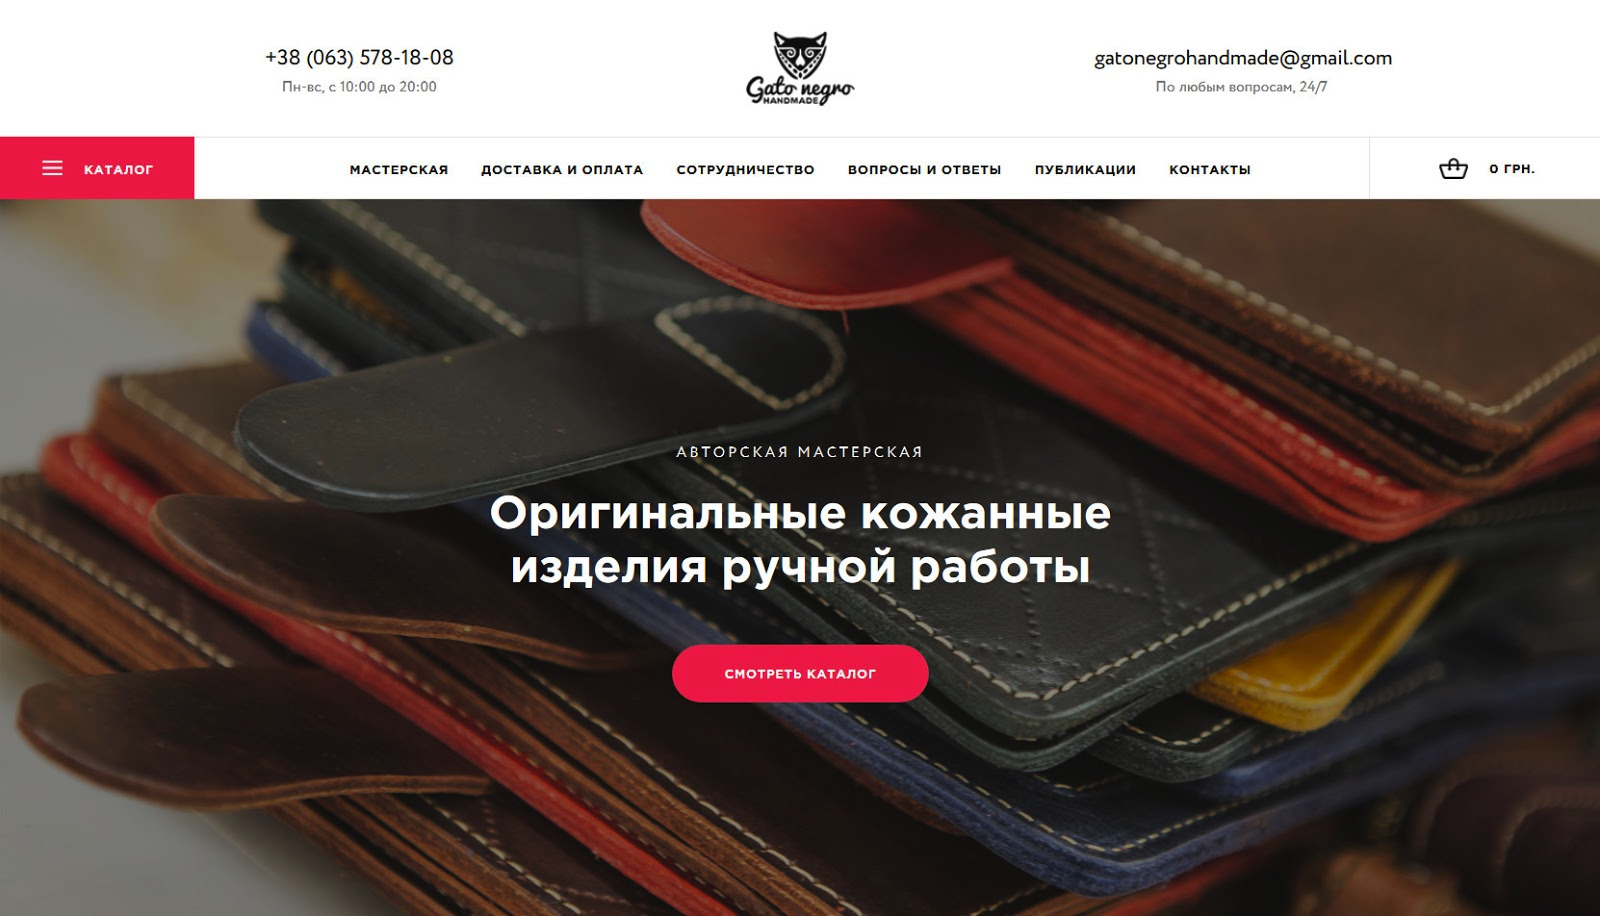 +38 (063) 578-18-08
Пн-вс, с 10:00 до 20:00
Gato negro
HANDMADE
gatonegrohandmade@gmail.com
По любым вопросам, 24/7
КАТАЛОГ
МАСТЕРСКАЯ
ДОСТАВКА И ОПЛАТА
СОТРУДНИЧЕСТВО
ВОПРОСЫ И ОТВЕТЫ
ПУБЛИКАЦИИ
КОНТАКТЫ
0 ГРН.
АВТОРСКАЯ МАСТЕРСКАЯ
Оригинальные кожанные
изделия ручной работы
СМОТРЕТЬ КАТАЛОГ